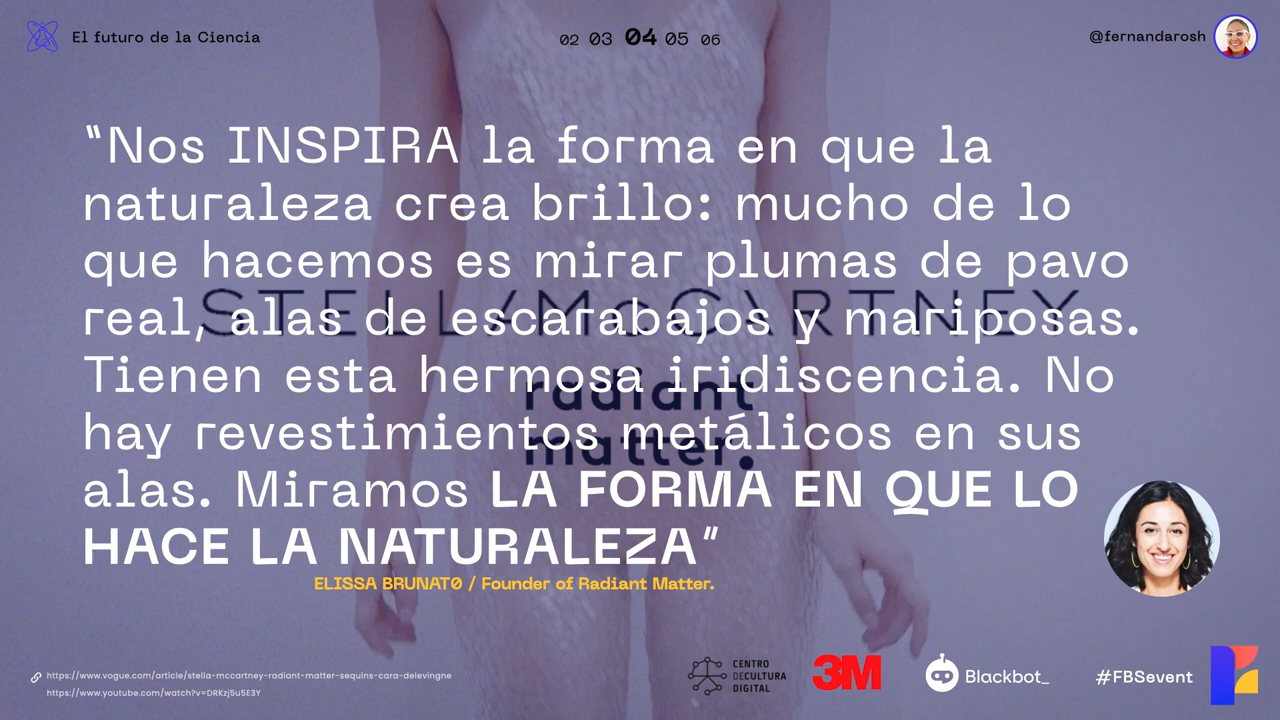 El futuro de la Ciencia
02 03 04 05 06
@fernandarosh
"Nos INSPIRA la forma en que la
naturaleza crea brillo: mucho de lo
que hacemos es mirar plumas de pavo
real, alas de escarabajos y mariposas.
Tienen esta hermosa iridiscencia. No
hay revestimientos metálicos en sus
alas. Miramos LA FORMA EN QUE LO
HACE LA NATURALEZA"
STELLA McCARTNEY
radiant
matter.
ELISSA BRUNATO / Founder of Radiant Matter.
https://www.vogue.com/article/stella-mccartney-radiant-matter-sequins-cara-delevingne
https://www.youtube.com/watch?v=DRKzj5u5E3Y
CENTRO
DECULTURA
DIGITAL
3M
Blackbot_
#FBSevent